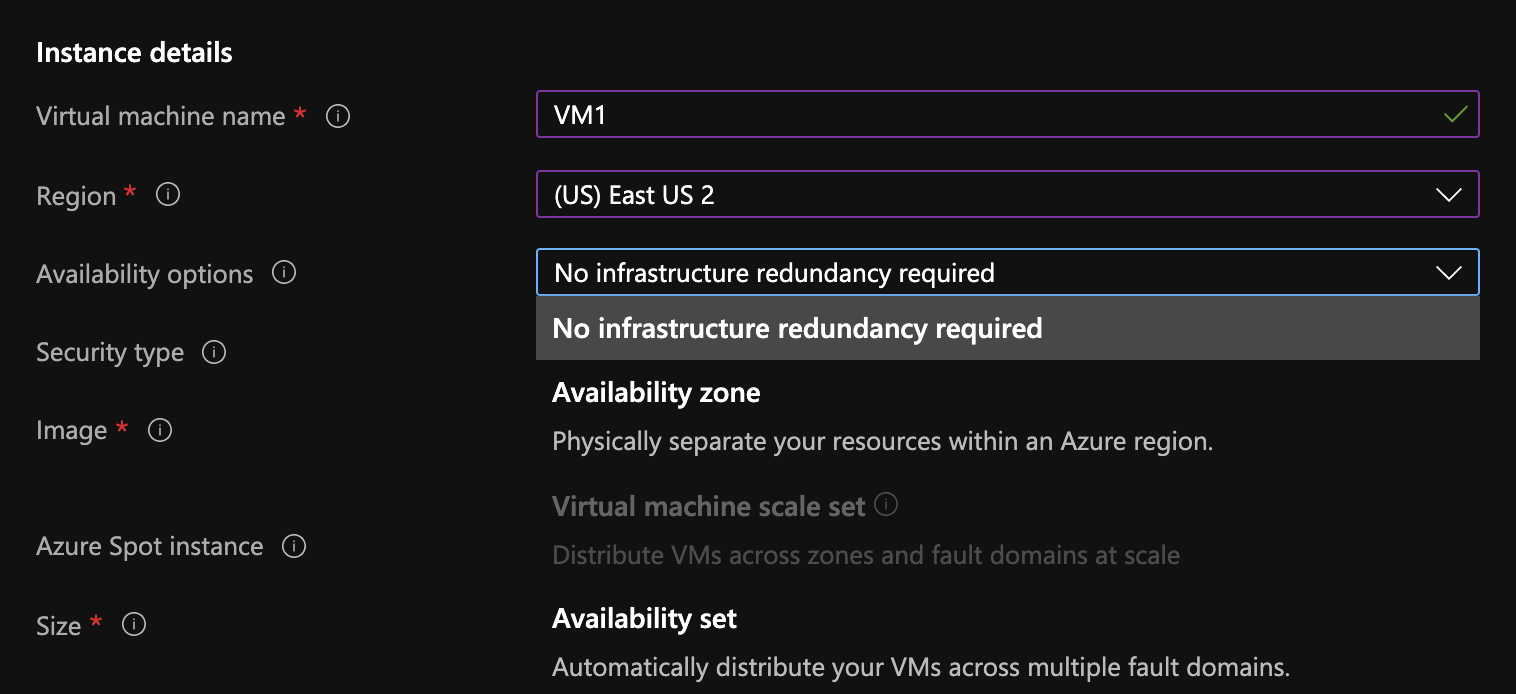 Instance details
Virtual machine name *
VM1
Region *
(US) East US 2
Availability options
No infrastructure redundancy required
No infrastructure redundancy required
Security type
Availability zone
Image *
Physically separate your resources within an Azure region.
Virtual machine scale set
Azure Spot instance
Distribute VMs across zones and fault domains at scale
Size *
Availability set
Automatically distribute your VMs across multiple fault domains.